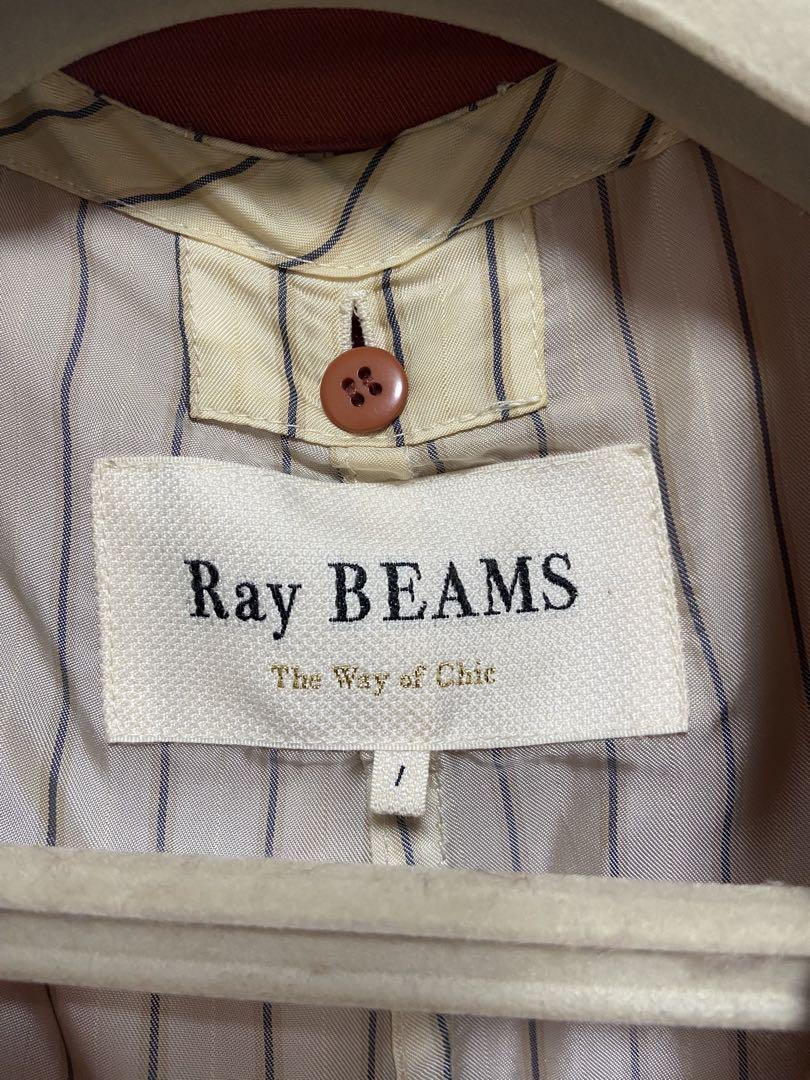 Ray BEAMS
The Way of Chic
1